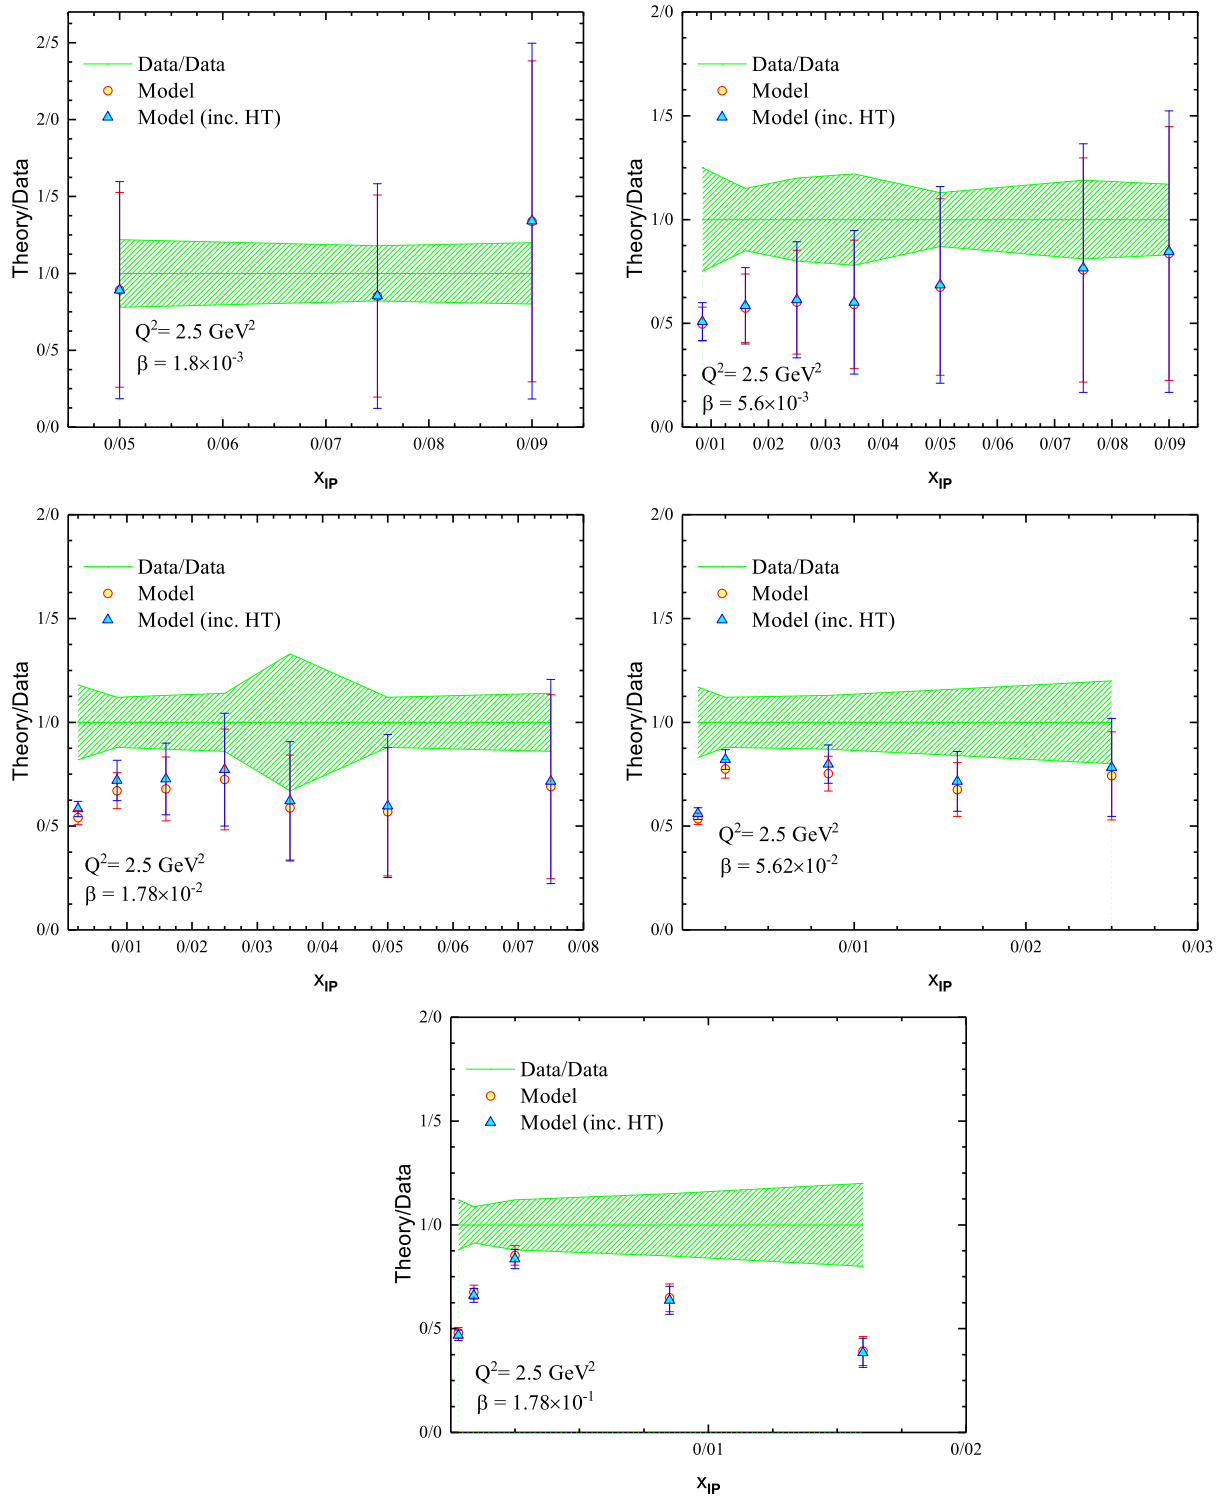 2/5
2/0
1/5
1/0
0/5
0/0
Theory/Data
Data/Data
Model
Model (inc. HT)
Q²= 2.5 GeV²
β = 1.8×10⁻³
0/05 0/06 0/07 0/08 0/09
x_IP
2/0
1/5
1/0
0/5
0/0
Theory/Data
Data/Data
Model
Model (inc. HT)
Q²= 2.5 GeV²
β = 5.6×10⁻³
0/01 0/02 0/03 0/04 0/05 0/06 0/07 0/08 0/09
x_IP
2/0
1/5
1/0
0/5
0/0
Theory/Data
Data/Data
Model
Model (inc. HT)
Q²= 2.5 GeV²
β = 1.78×10⁻²
0/01 0/02 0/03 0/04 0/05 0/06 0/07 0/08
x_IP
2/0
1/5
1/0
0/5
0/0
Theory/Data
Data/Data
Model
Model (inc. HT)
Q²= 2.5 GeV²
β = 5.62×10⁻²
0/01 0/02 0/03
x_IP
2/0
1/5
1/0
0/5
0/0
Theory/Data
Data/Data
Model
Model (inc. HT)
Q²= 2.5 GeV²
β = 1.78×10⁻¹
0/01 0/02
x_IP